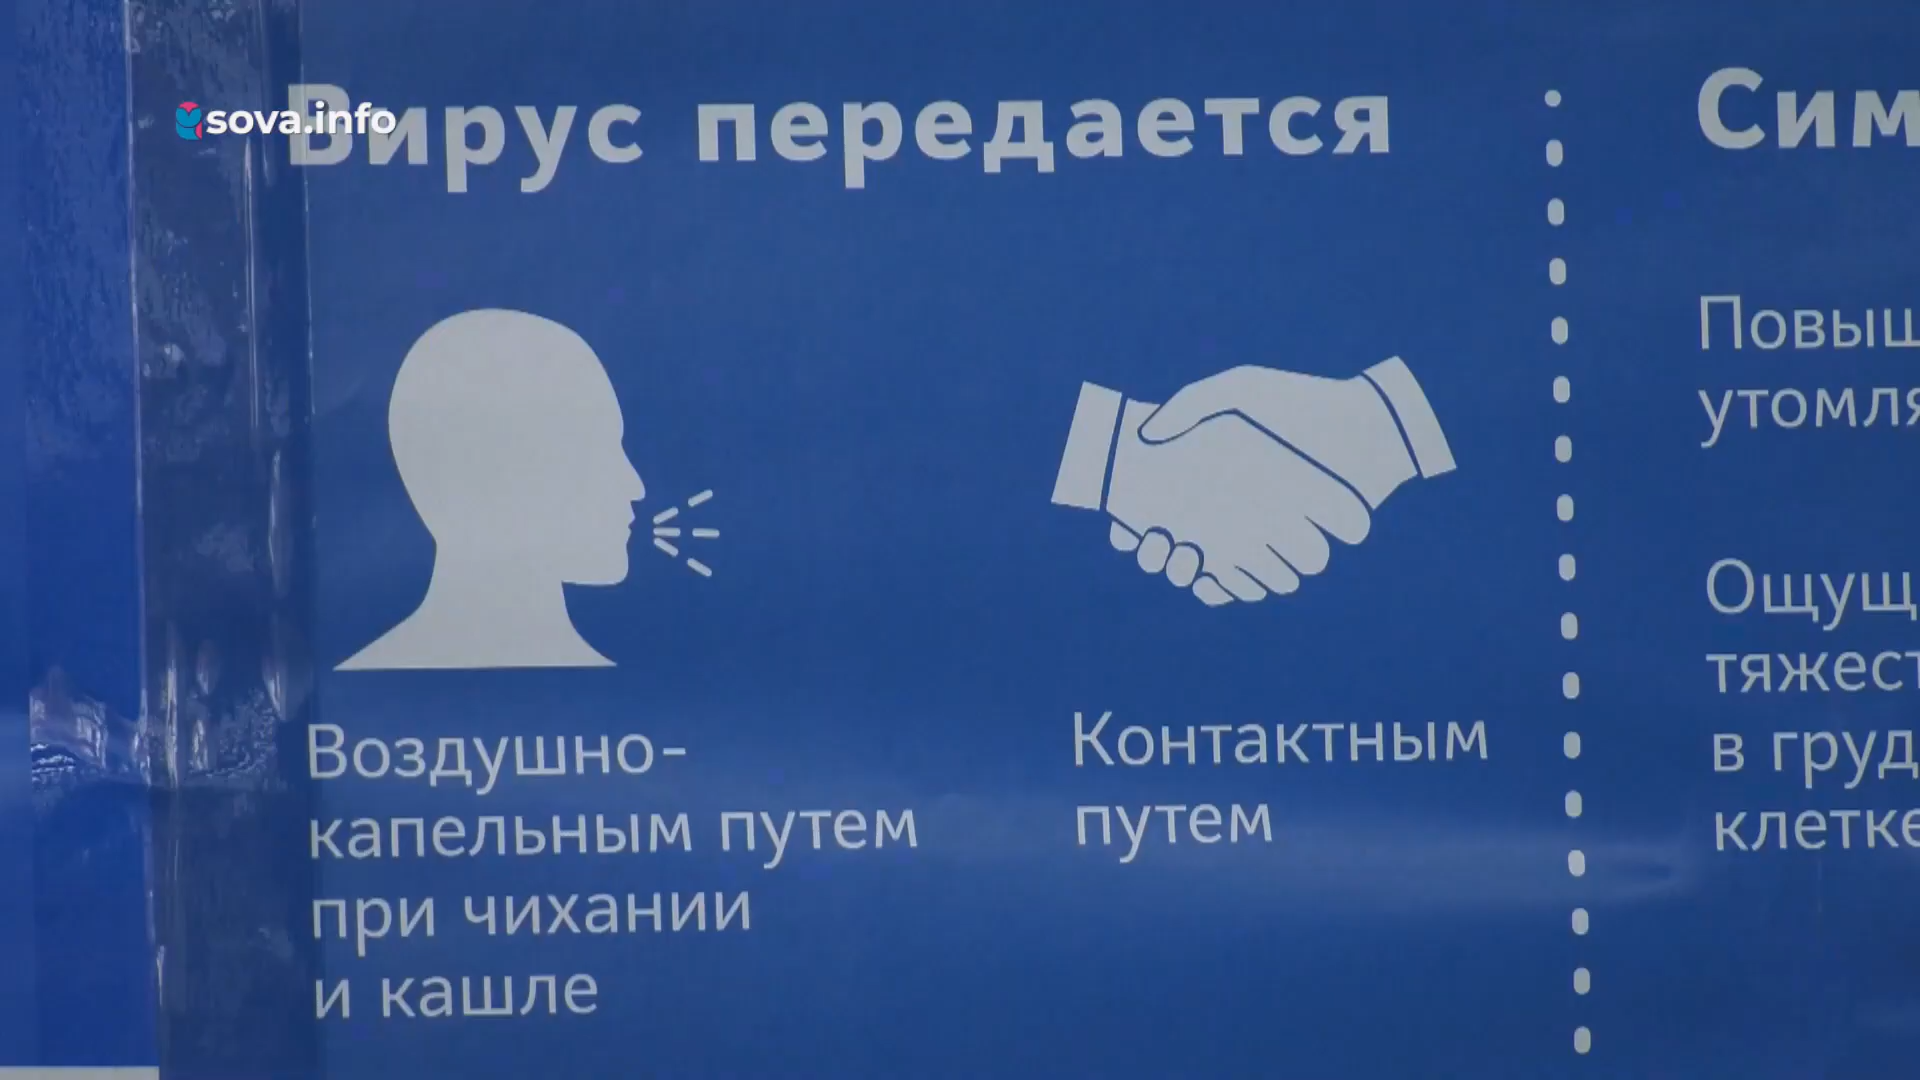 sova.info
Вирус передается
Воздушно-
капельным путем
при чихании
и кашле
Контактным
путем
Сим
Повыш
утомля
Ощущ
тяжест
в груд
клетке